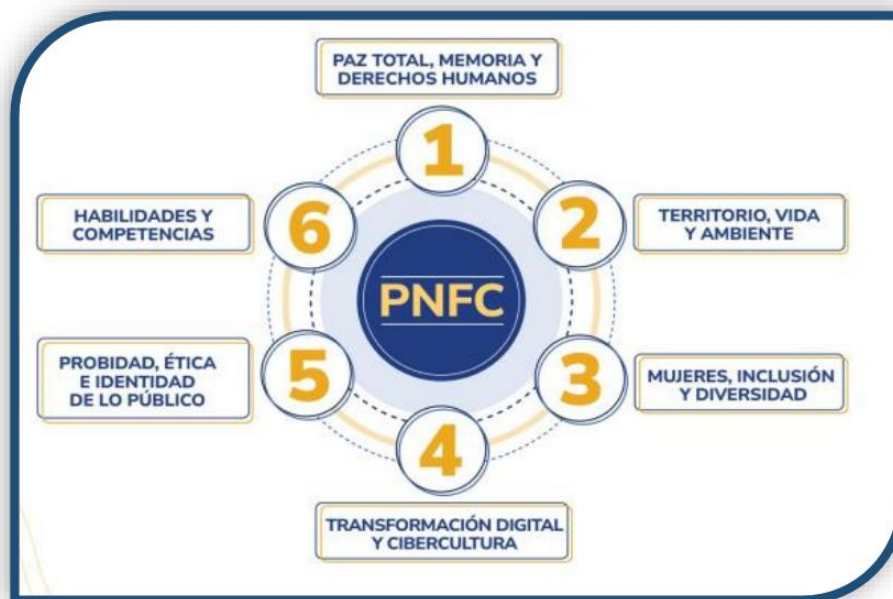 PAZ TOTAL, MEMORIA Y
DERECHOS HUMANOS
1
2
TERRITORIO, VIDA
Y AMBIENTE
3
MUJERES, INCLUSIÓN
Y DIVERSIDAD
4
TRANSFORMACIÓN DIGITAL
Y CIBERCULTURA
5
PROBIDAD, ÉTICA
E IDENTIDAD
DE LO PÚBLICO
6
HABILIDADES Y
COMPETENCIAS
PNFC